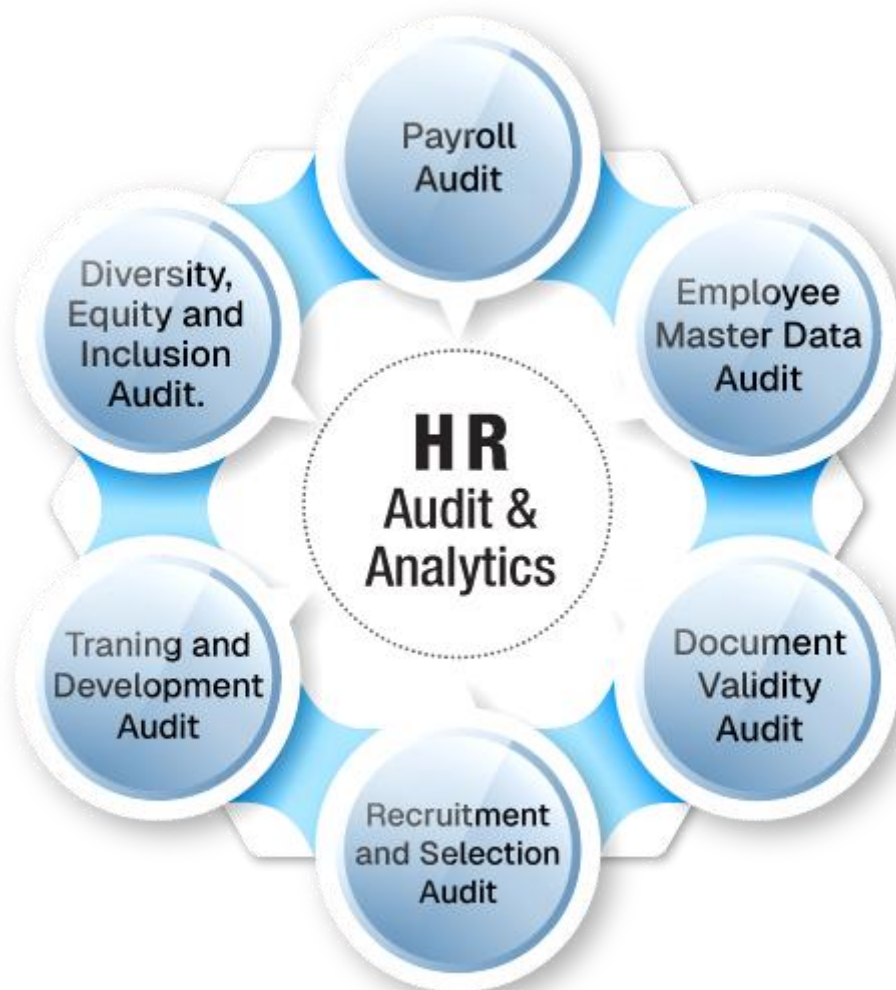 Payroll
Audit
Employee
Master Data
Audit
Document
Validity
Audit
Recruitment
and Selection
Audit
Traning and
Development
Audit
Diversity,
Equity and
Inclusion
Audit.
HR
Audit &
Analytics